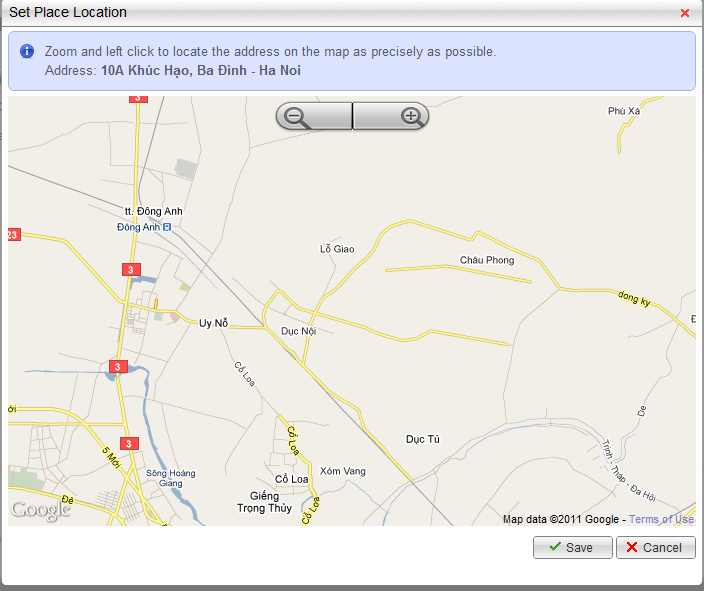 Set Place Location
Zoom and left click to locate the address on the map as precisely as possible.
Address: 10A Khúc Hạo, Ba Đình - Ha Noi
3
Phù Xá
tt. Đông Anh
Đông Anh
23
Lỗ Giao
Châu Phong
3
dong ky
Uy Nỗ
Dục Nội
3
Cổ Loa
ới
De
Cổ Loa
Dục Tú
3
5 Mới
Trịnh - Tháp - Đa Hội
Sông Hoàng
Giang
Xóm Vang
Cổ Loa
Giếng
Trọng Thủy
Đê
Cổ Loa
Google
Map data ©2011 Google - Terms of Use
Save
Cancel